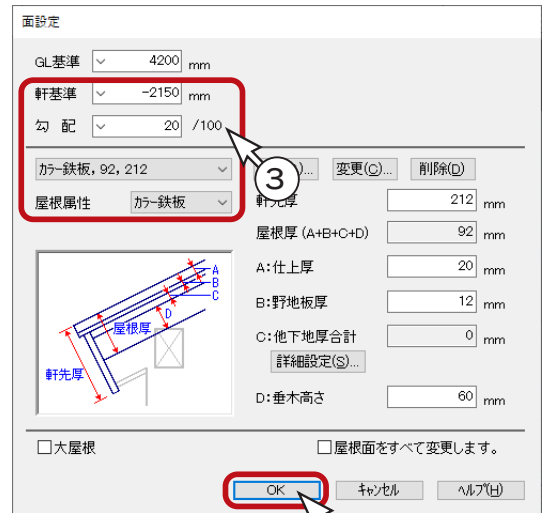 面設定
GL基準 4200 mm
軒基準 -2150 mm
勾 配 20 /100
③
ｶﾗｰ鉄板, 92, 212 )... 変更(C)... 削除(D)
屋根属性 ｶﾗｰ鉄板
軒先厚 212 mm
屋根厚 (A+B+C+D) 92 mm
A:仕上厚 20 mm
B:野地板厚 12 mm
C:他下地厚合計 0 mm
詳細設定(S)...
D:垂木高さ 60 mm
A
B
C
D
屋根厚
軒先厚
大屋根 屋根面をすべて変更します。
OK ｷｬﾝｾﾙ ﾍﾙﾌﾟ(H)